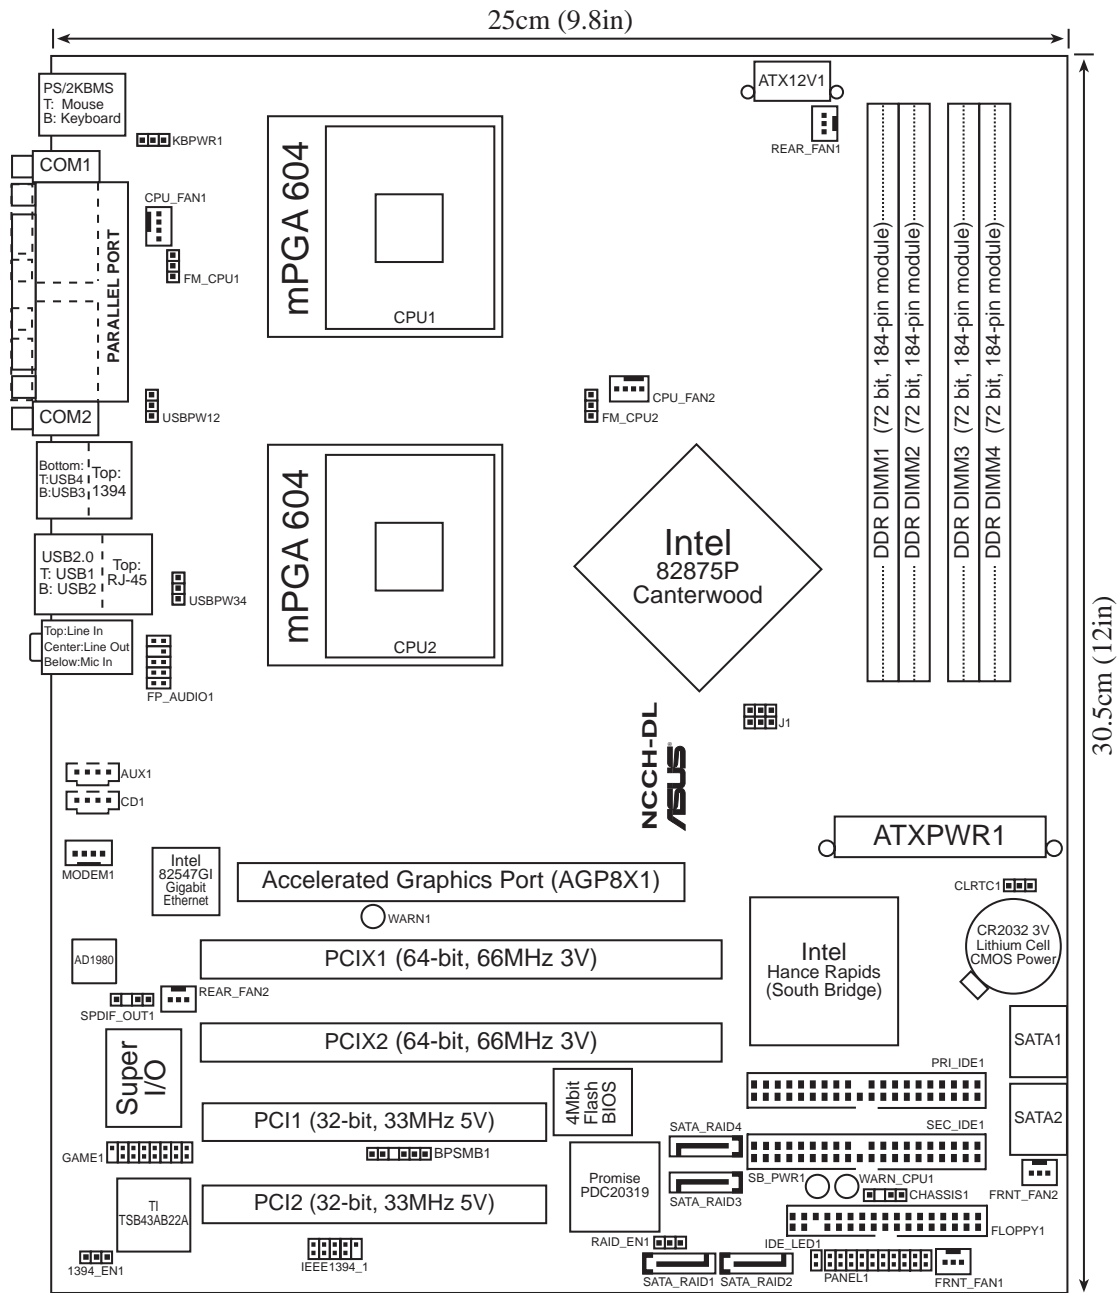 25cm (9.8in)
PS/2KBMS
T: Mouse
B: Keyboard
KBPWR1
COM1
CPU_FAN1
FM_CPU1
PARALLEL PORT
USBPW12
COM2
Bottom:
T:USB4
B:USB3
Top:
1394
USB2.0
T: USB1
B: USB2
Top:
RJ-45
USBPW34
Top:Line In
Center:Line Out
Below:Mic In
FP_AUDIO1
mPGA 604
CPU1
mPGA 604
CPU2
ATX12V1
REAR_FAN1
CPU_FAN2
FM_CPU2
Intel
82875P
Canterwood
DDR DIMM1 (72 bit, 184-pin module)
DDR DIMM2 (72 bit, 184-pin module)
DDR DIMM3 (72 bit, 184-pin module)
DDR DIMM4 (72 bit, 184-pin module)
30.5cm (12in)
J1
NCCH-DL
ASUS
AUX1
CD1
MODEM1
Intel
82547GI
Gigabit
Ethernet
Accelerated Graphics Port (AGP8X1)
WARN1
ATXPWR1
CLRTC1
CR2032 3V
Lithium Cell
CMOS Power
AD1980
PCIX1 (64-bit, 66MHz 3V)
REAR_FAN2
SPDIF_OUT1
Intel
Hance Rapids
(South Bridge)
Super
I/O
PCIX2 (64-bit, 66MHz 3V)
SATA1
PRI_IDE1
4Mbit
Flash
BIOS
PCI1 (32-bit, 33MHz 5V)
SATA_RAID4
SEC_IDE1
SATA2
GAME1
BPSMB1
Promise
PDC20319
SATA_RAID3
SB_PWR1
WARN_CPU1
CHASSIS1
FRNT_FAN2
TI
TSB43AB22A
PCI2 (32-bit, 33MHz 5V)
FLOPPY1
RAID_EN1
IDE_LED1
1394_EN1
IEEE1394_1
SATA_RAID1
SATA_RAID2
PANEL1
FRNT_FAN1